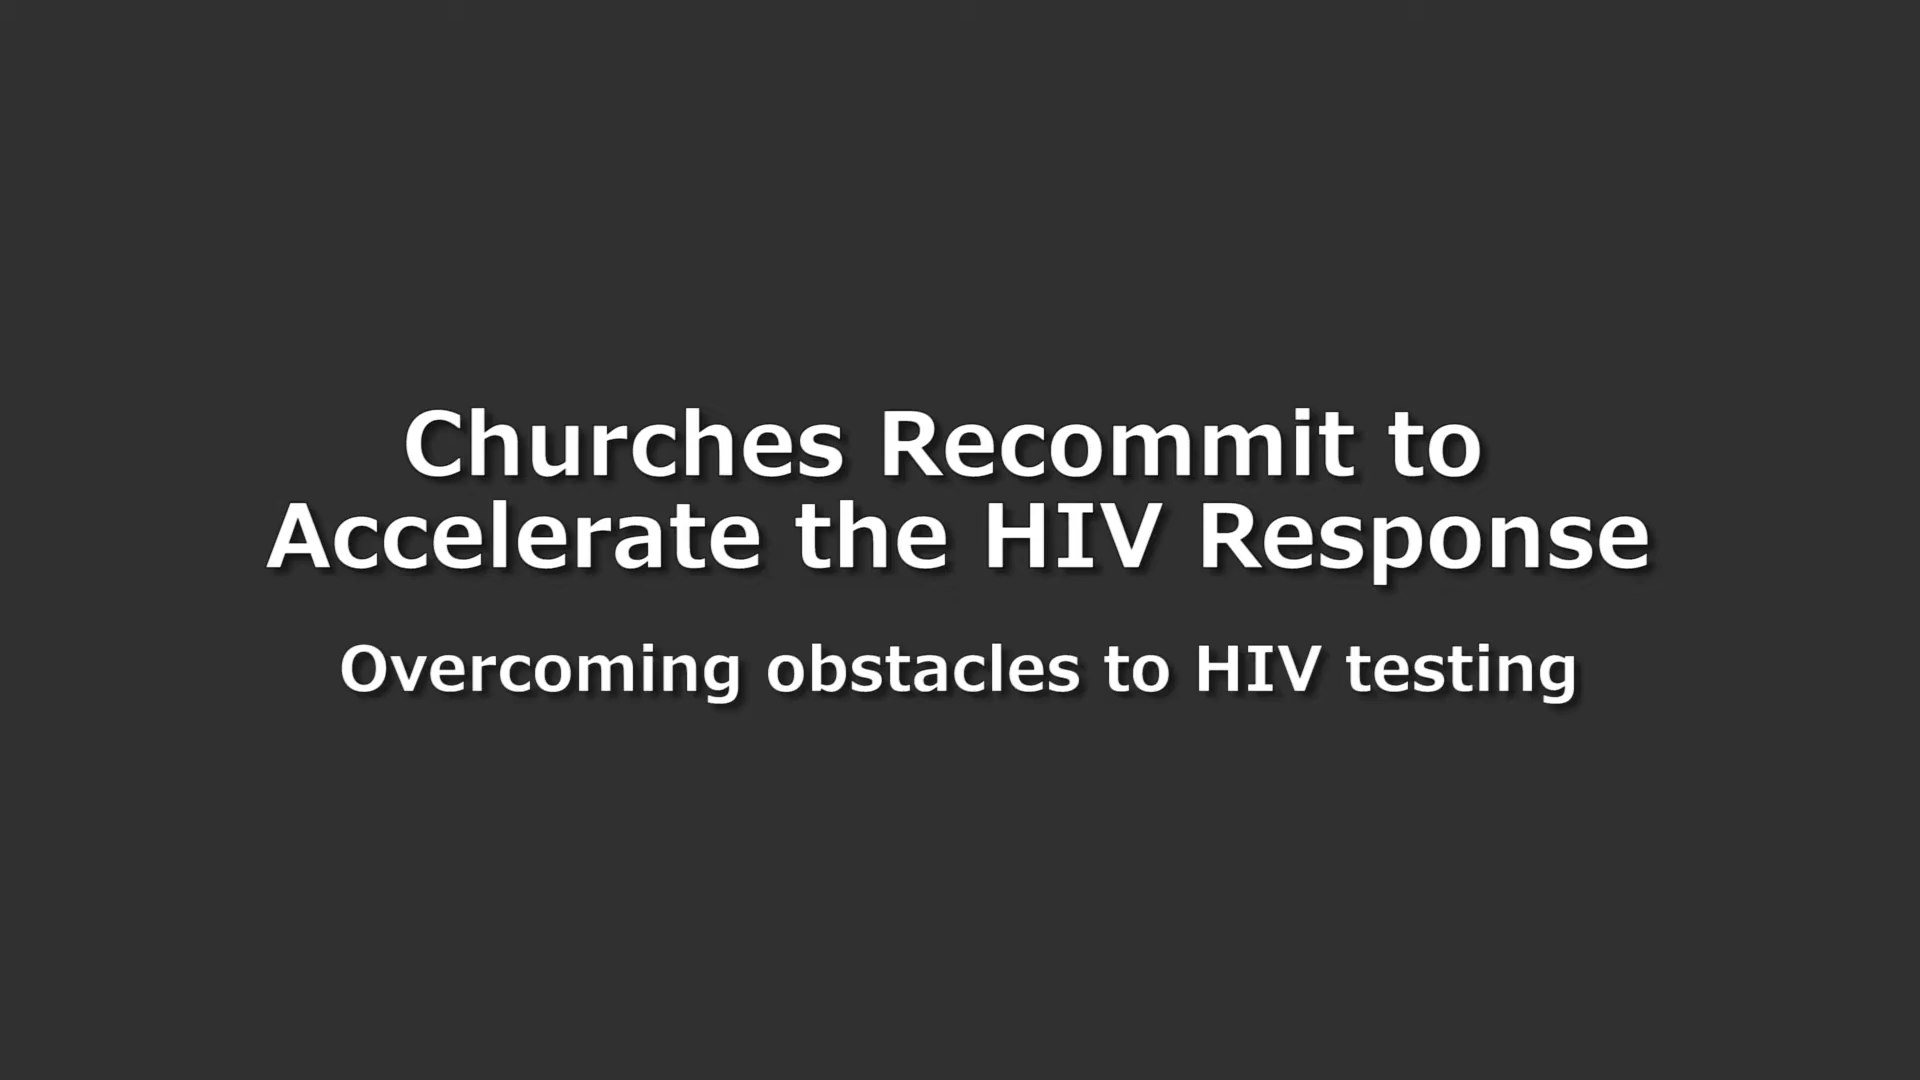 Churches Recommit to
Accelerate the HIV Response
Overcoming obstacles to HIV testing